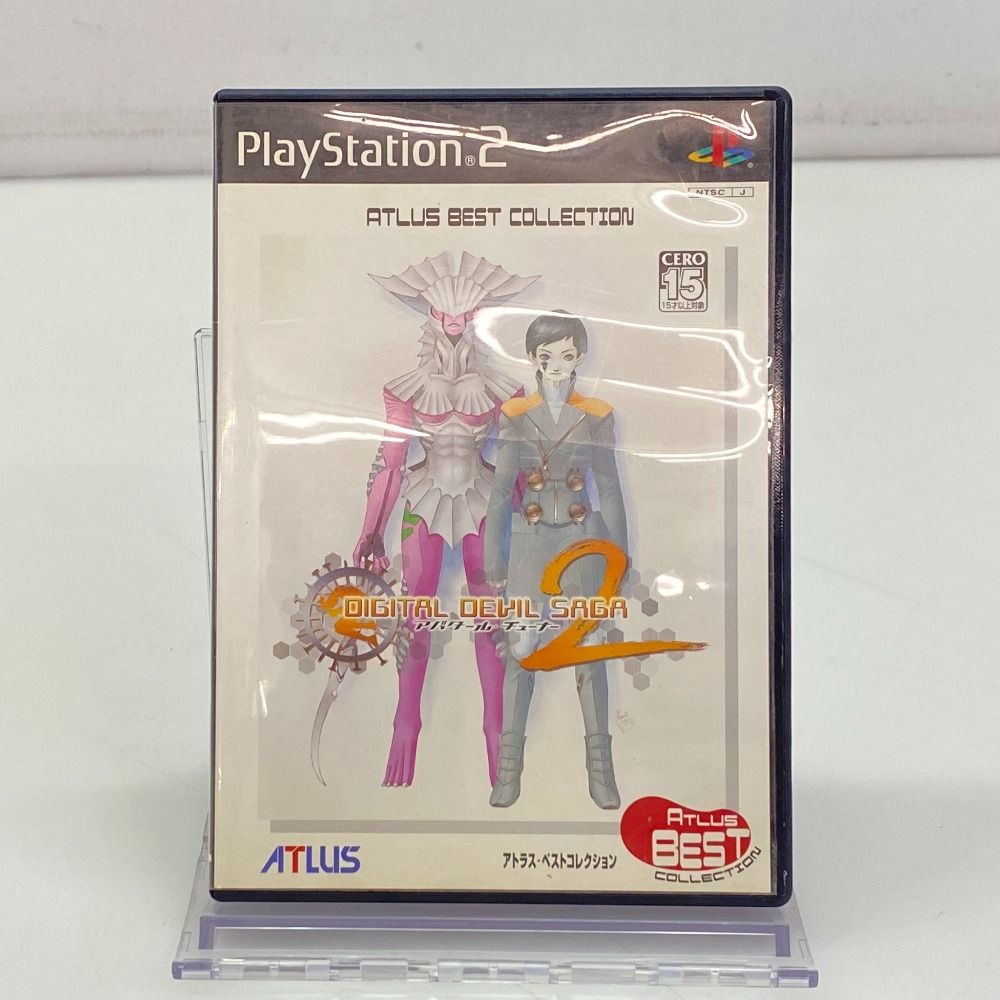 PlayStation®2
NTSC J
ATLUS BEST COLLECTION
CERO
15
15才以上対象
DIGITAL DEVIL SAGA
アバタール・チューナー
2
ATLUS
アトラス・ベストコレクション
ATLUS
BEST
COLLECTION